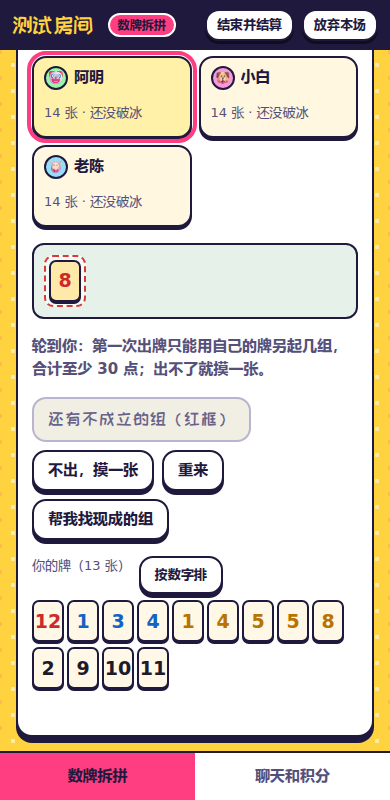 测试房间 数牌拆拼 结束并结算 放弃本场
阿明 小白
14 张 · 还没破冰 14 张 · 还没破冰
老陈
14 张 · 还没破冰
8
轮到你：第一次出牌只能用自己的牌另起几组，
合计至少 30 点；出不了就摸一张。
还有不成立的组（红框）
不出，摸一张 重来
帮我找现成的组
你的牌（13 张） 按数字排
12 1 3 4 1 4 5 5 8
2 9 10 11
数牌拆拼 聊天和积分